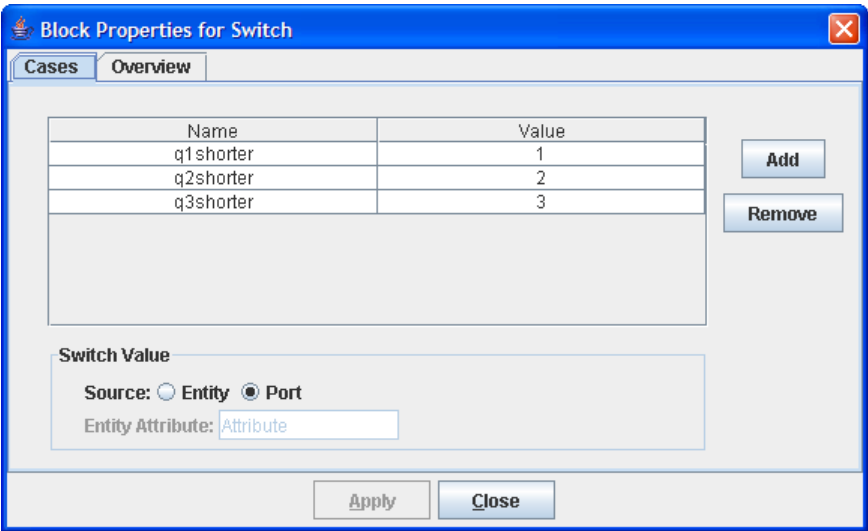 Block Properties for Switch
Cases Overview
Name Value
q1shorter 1
q2shorter 2
q3shorter 3
Add
Remove
Switch Value
Source: Entity Port
Entity Attribute: Attribute
Apply Close